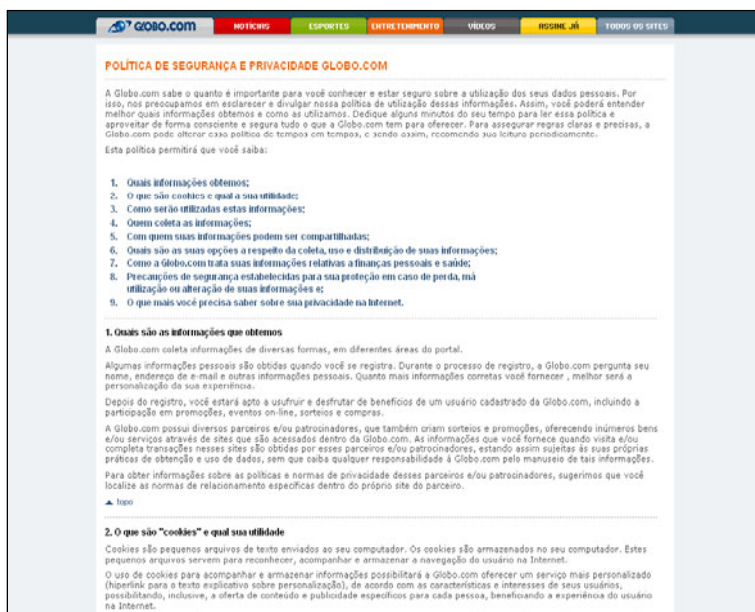 GLOBO.COM NOTÍCIAS ESPORTES ENTRETENIMENTO VÍDEOS ASSINE JÁ TODOS OS SITES
POLÍTICA DE SEGURANÇA E PRIVACIDADE GLOBO.COM
A Globo.com sabe o quanto é importante para você conhecer e estar seguro sobre a utilização dos seus dados pessoais. Por
isso, nos preocupamos em esclarecer e divulgar nossa política de utilização dessas informações. Assim, você poderá entender
melhor quais informações obtemos e como as utilizamos. Dedique alguns minutos do seu tempo para ler essa política e
aproveitar de forma consciente e segura tudo o que a Globo.com tem para oferecer. Para assegurar regras claras e precisas, a
Globo.com pode alterar essa política de tempos em tempos, e sendo assim, recomenda sua leitura periodicamente.
Esta política permitirá que você saiba:
1. Quais informações obtemos;
2. O que são cookies e qual a sua utilidade;
3. Como serão utilizadas estas informações;
4. Quem coleta as informações;
5. Com quem suas informações podem ser compartilhadas;
6. Quais são as suas opções a respeito da coleta, uso e distribuição de suas informações;
7. Como a Globo.com trata suas informações relativas a finanças pessoais e saúde;
8. Precauções de segurança estabelecidas para sua proteção em caso de perda, má
utilização ou alteração de suas informações e;
9. O que mais você precisa saber sobre sua privacidade na Internet.
1. Quais são as informações que obtemos
A Globo.com coleta informações de diversas formas, em diferentes áreas do portal.
Algumas informações pessoais são obtidas quando você se registra. Durante o processo de registro, a Globo.com pergunta seu
nome, endereço de e-mail e outras informações pessoais. Quanto mais informações corretas você fornecer , melhor será a
personalização da sua experiência.
Depois do registro, você estará apto a usufruir e desfrutar de benefícios de um usuário cadastrado da Globo.com, incluindo a
participação em promoções, eventos on-line, sorteios e compras.
A Globo.com possui diversos parceiros e/ou patrocinadores, que também criam sorteios e promoções, oferecendo inúmeros bens
e/ou serviços através de sites que são acessados dentro da Globo.com. As informações que você fornece quando visita e/ou
completa transações nesses sites são obtidas por esses parceiros e/ou patrocinadores, estando assim sujeitas às suas próprias
práticas de obtenção e uso de dados, sem que caiba qualquer responsabilidade à Globo.com pelo manuseio de tais informações.
Para obter informações sobre as políticas e normas de privacidade desses parceiros e/ou patrocinadores, sugerimos que você
localize as normas de relacionamento específicas dentro do próprio site do parceiro.
topo
2. O que são "cookies" e qual sua utilidade
Cookies são pequenos arquivos de texto enviados ao seu computador. Os cookies são armazenados no seu computador. Estes
pequenos arquivos servem para reconhecer, acompanhar e armazenar a navegação do usuário na Internet.
O uso de cookies para acompanhar e armazenar informações possibilitará a Globo.com oferecer um serviço mais personalizado
(hiperlink para o texto explicativo sobre personalização), de acordo com as características e interesses de seus usuários,
possibilitando, inclusive, a oferta de conteúdo e publicidade específicos para cada pessoa, beneficiando a experiência do usuário
na Internet.